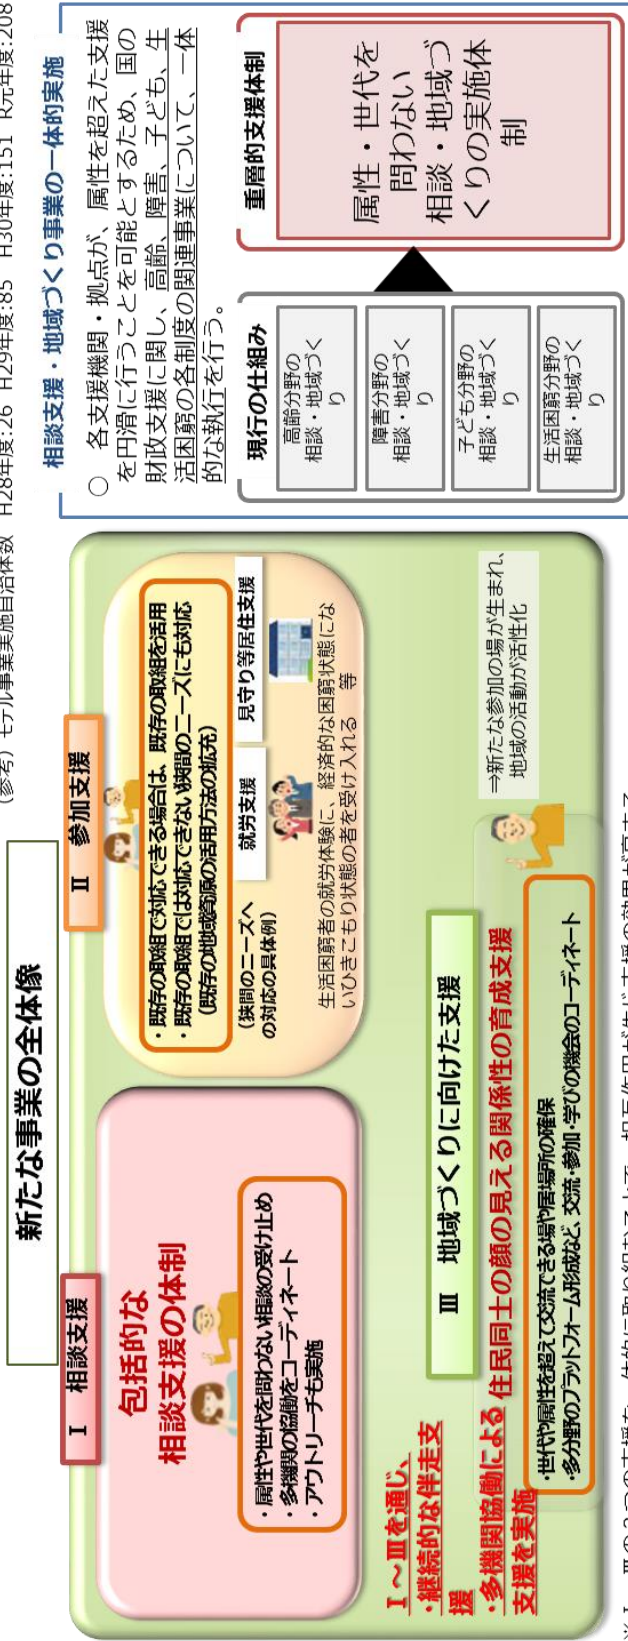 (参考）モデル事業実施自治体数　H28年度:26　H29年度:85　H30年度:151　R元年度:208
新たな事業の全体像
Ⅰ　相談支援
包括的な
相談支援の体制
・属性や世代を問わない相談の受け止め
・多機関の協働をコーディネート
・アウトリーチも実施
Ⅱ　参加支援
・既存の取組で対応できる場合は、既存の取組を活用
・既存の取組では対応できない狭間のニーズにも対応
（既存の地域資源の活用方法の拡充）
（狭間のニーズへ
の対応の具体例）
就労支援
見守り等居住支援
生活困窮者の就労体験に、経済的な困窮状態にな
いひきこもり状態の者を受け入れる　等
Ⅰ～Ⅲを通じ、
・継続的な伴走支
援
・多機関協働による
支援を実施
Ⅲ　地域づくりに向けた支援
住民同士の顔の見える関係性の育成支援
・世代や属性を超えて交流できる場や居場所の確保
・多分野のプラットフォーム形成など、交流・参加・学びの機会のコーディネート
⇒新たな参加の場が生まれ、
地域の活動が活性化
相談支援・地域づくり事業の一体的実施
○　各支援機関・拠点が、属性を超えた支援
を円滑に行うことを可能とするため、国の
財政支援に関し、高齢、障害、子ども、生
活困窮の各制度の関連事業について、一体
的な執行を行う。
現行の仕組み
高齢分野の
相談・地域づく
り
障害分野の
相談・地域づく
り
子ども分野の
相談・地域づく
り
生活困窮分野の
相談・地域づく
り
重層的支援体制
属性・世代を
問わない
相談・地域づ
くりの実施体
制